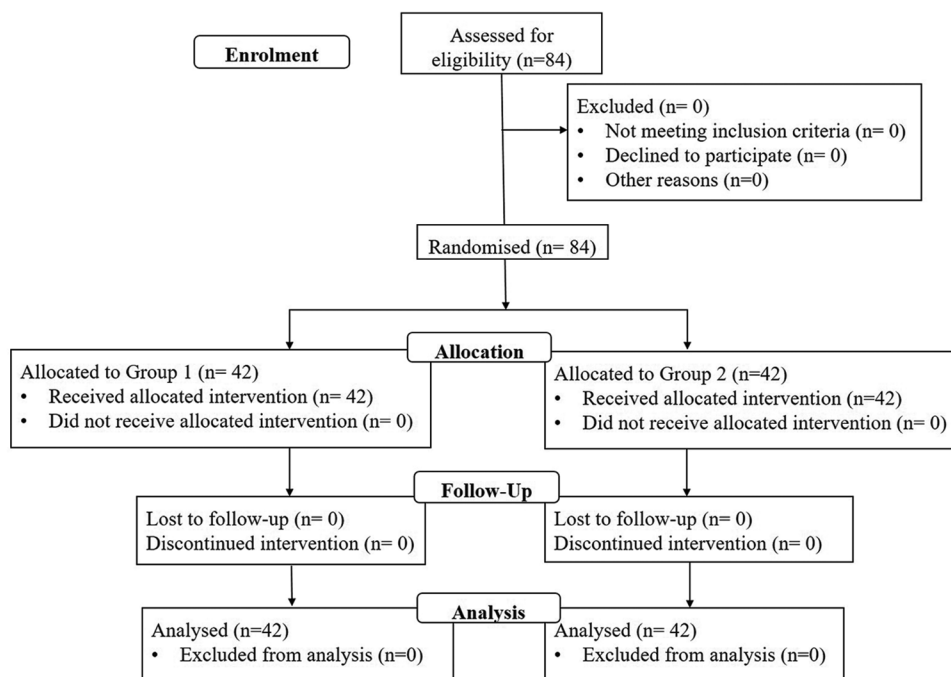 Enrolment
Assessed for
eligibility (n=84)
Excluded (n= 0)
• Not meeting inclusion criteria (n= 0)
• Declined to participate (n= 0)
• Other reasons (n=0)
Randomised (n= 84)
Allocation
Allocated to Group 1 (n= 42)
• Received allocated intervention (n= 42)
• Did not receive allocated intervention (n= 0)
Allocated to Group 2 (n=42)
• Received allocated intervention (n=42)
• Did not receive allocated intervention (n= 0)
Follow-Up
Lost to follow-up (n= 0)
Discontinued intervention (n= 0)
Lost to follow-up (n= 0)
Discontinued intervention (n= 0)
Analysis
Analysed (n=42)
• Excluded from analysis (n=0)
Analysed (n= 42)
• Excluded from analysis (n=0)